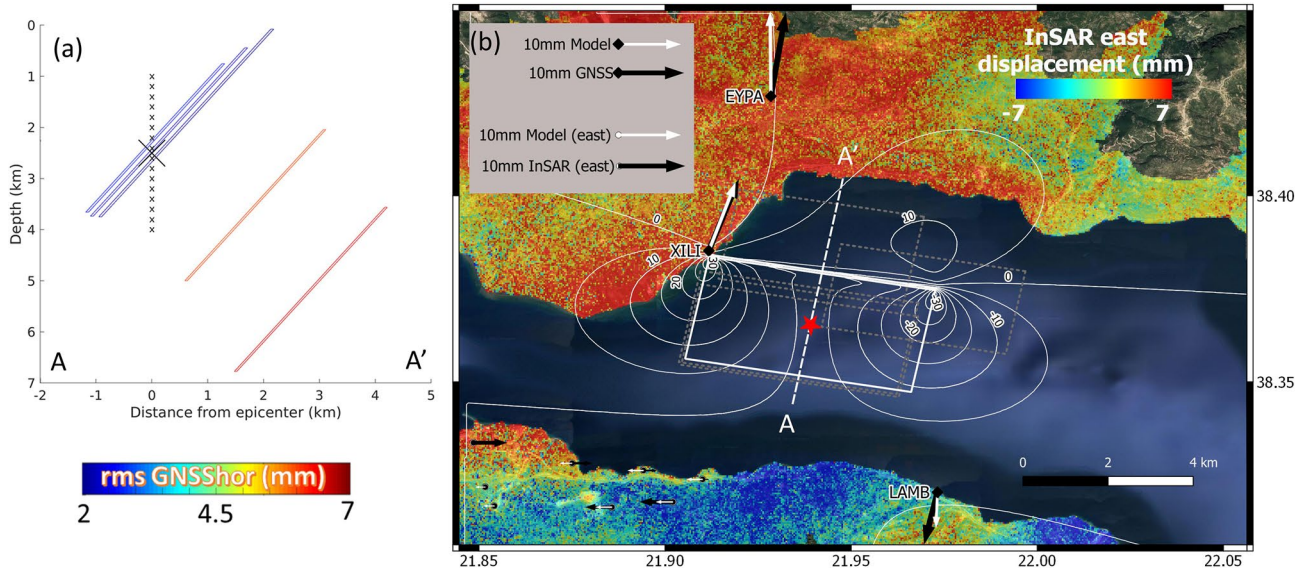 (a)
0
1
2
3
4
5
6
7
Depth (km)
A
A’
-2
-1
0
1
2
3
4
5
Distance from epicenter (km)
rms GNSShor (mm)
2
4.5
7
(b)
10mm Model
10mm GNSS
10mm Model (east)
10mm InSAR (east)
InSAR east
displacement (mm)
-7
7
EYPA
A’
38.40
0
10
XILI
10
20
30
0
-30
-20
-10
38.35
A
0
2
4 km
LAMB
21.85
21.90
21.95
22.00
22.05